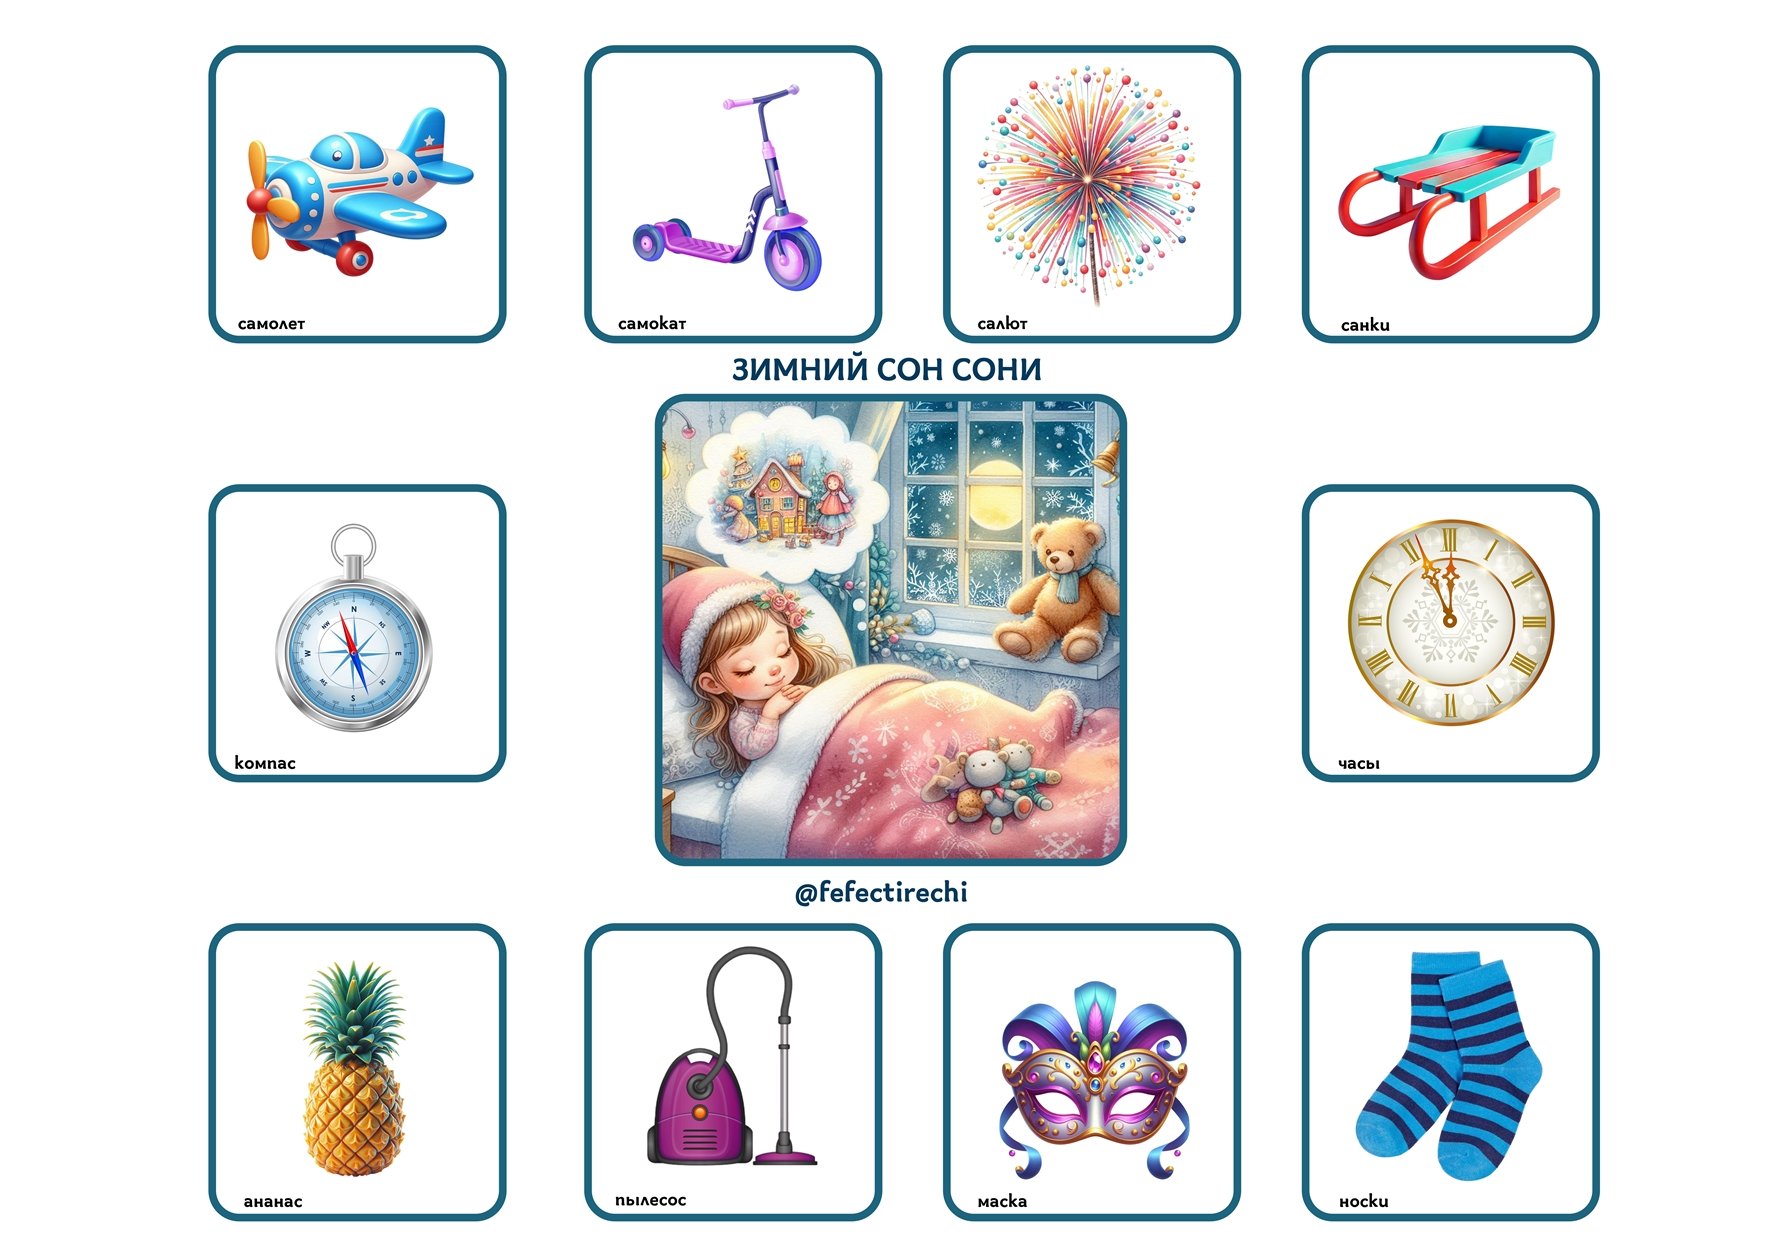 самолет
самокат
салют
санки
ЗИМНИЙ СОН СОНИ
компас
часы
@fefectirechi
ананас
пылесос
маска
носки